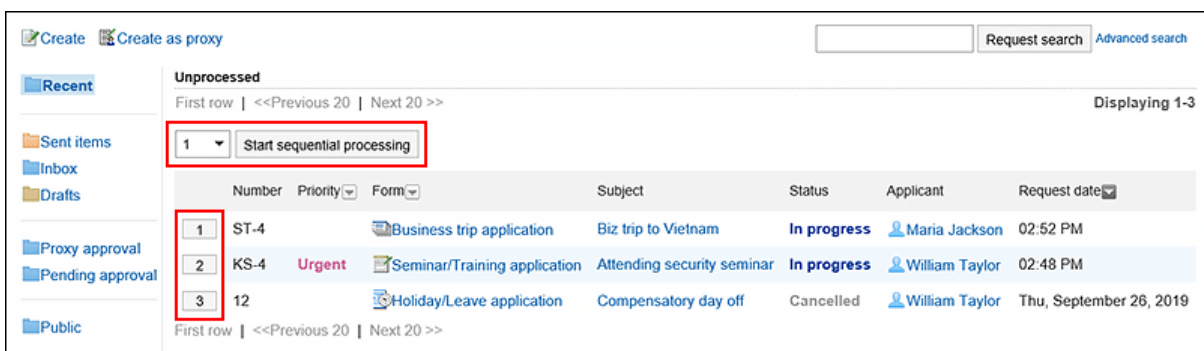 Create Create as proxy Request search Advanced search
Recent
Unprocessed
First row | <<Previous 20 | Next 20 >> Displaying 1-3
Sent items
Inbox
Drafts
1 Start sequential processing
Number Priority Form Subject Status Applicant Request date
1 ST-4 Business trip application Biz trip to Vietnam In progress Maria Jackson 02:52 PM
Proxy approval
2 KS-4 Urgent Seminar/Training application Attending security seminar In progress William Taylor 02:48 PM
Pending approval
3 12 Holiday/Leave application Compensatory day off Cancelled William Taylor Thu, September 26, 2019
Public
First row | <<Previous 20 | Next 20 >>